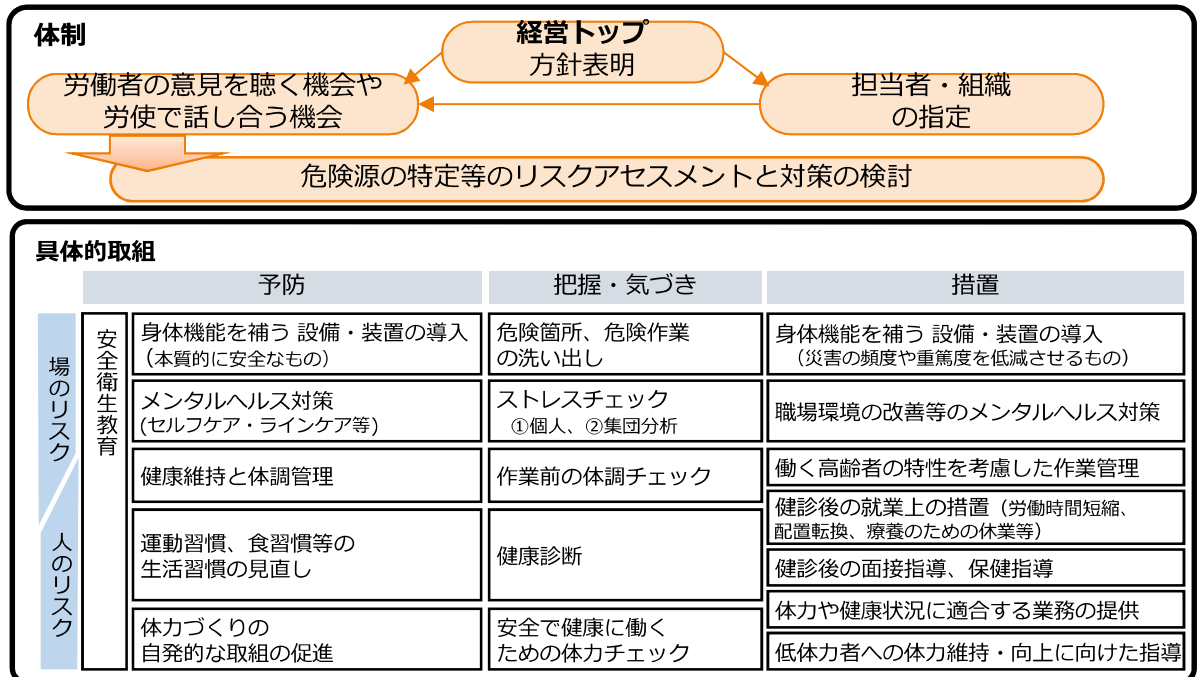 体制
経営トップ
方針表明
労働者の意見を聴く機会や
労使で話し合う機会
担当者・組織
の指定
危険源の特定等のリスクアセスメントと対策の検討
具体的取組
予防
把握・気づき
措置
場のリスク
人のリスク
安全衛生教育
身体機能を補う 設備・装置の導入
（本質的に安全なもの）
メンタルヘルス対策
(セルフケア・ラインケア等)
健康維持と体調管理
運動習慣、食習慣等の
生活習慣の見直し
体力づくりの
自発的な取組の促進
危険箇所、危険作業
の洗い出し
ストレスチェック
①個人、②集団分析
作業前の体調チェック
健康診断
安全で健康に働く
ための体力チェック
身体機能を補う 設備・装置の導入
（災害の頻度や重篤度を低減させるもの）
職場環境の改善等のメンタルヘルス対策
働く高齢者の特性を考慮した作業管理
健診後の就業上の措置（労働時間短縮、
配置転換、療養のための休業等）
健診後の面接指導、保健指導
体力や健康状況に適合する業務の提供
低体力者への体力維持・向上に向けた指導